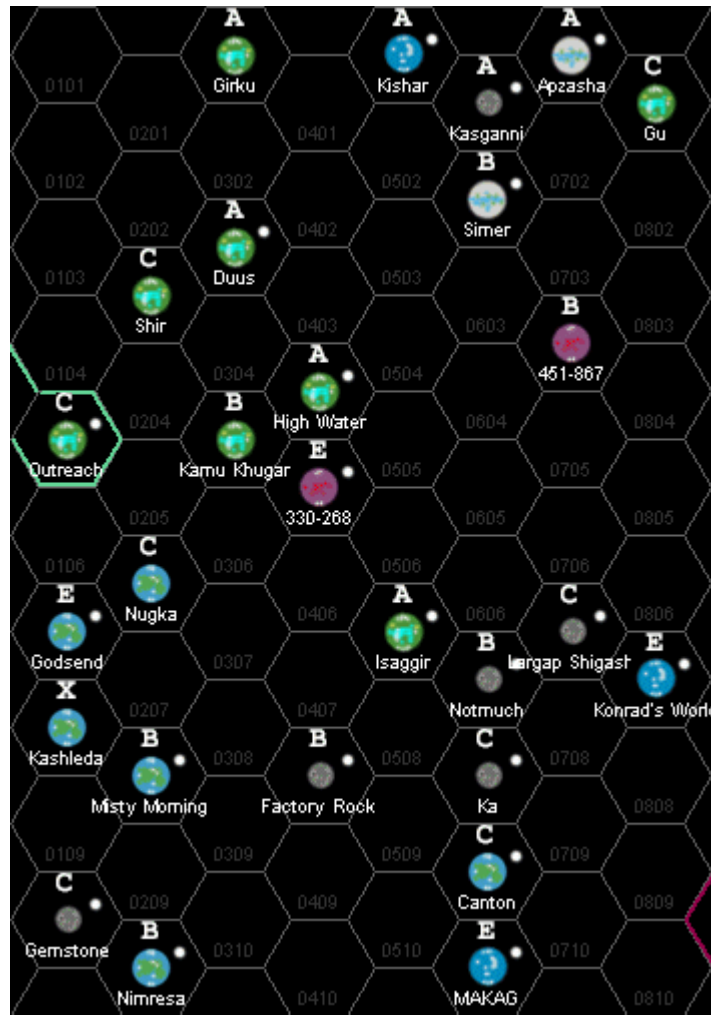 A
A
A
0101
Girku
Kishar
A
Apzasha
C
0201
0401
Kasganni
Gu
0102
0302
0502
B
0702
0202
A
0402
Simer
0802
0103
C
Duus
0503
0703
Shir
0403
0603
B
0803
0104
0304
A
0504
451-867
C
0204
B
High Water
0604
0804
Outreach
Kamu Khugar
E
0505
0705
0205
330-268
0605
0805
0106
C
0306
0506
0706
E
Nugka
0406
A
0606
C
0806
Godsend
0307
Isaggir
B
Largap Shigash
E
X
0207
0407
Notmuch
Konrad's World
Kashleda
B
0308
B
0508
C
0708
Misty Morning
Factory Rock
Ka
0808
0109
0309
0509
C
0709
C
0209
0409
Canton
0809
Gemstone
B
0310
0510
E
0710
Nimresa
0410
MAKAG
0810